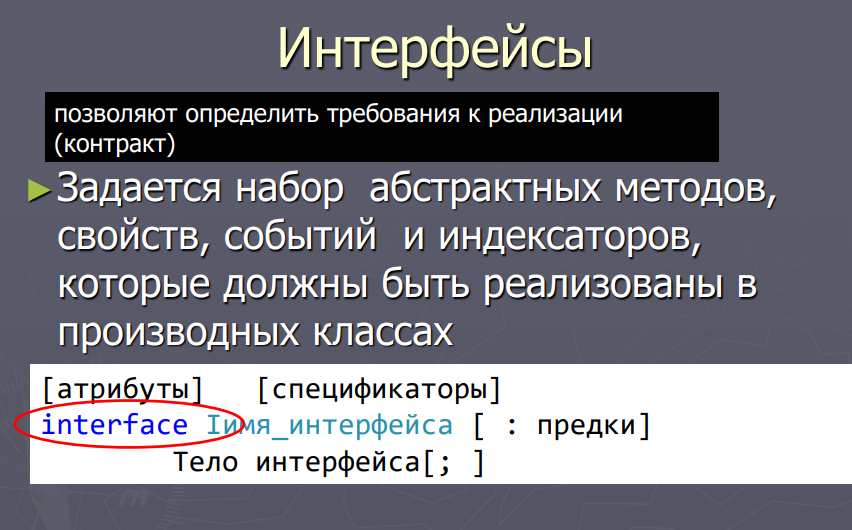 Интерфейсы
позволяют определить требования к реализации
(контракт)
Задается набор абстрактных методов,
свойств, событий и индексаторов,
которые должны быть реализованы в
производных классах
[атрибуты] [спецификаторы]
interface Iимя_интерфейса [ : предки]
Тело интерфейса[; ]